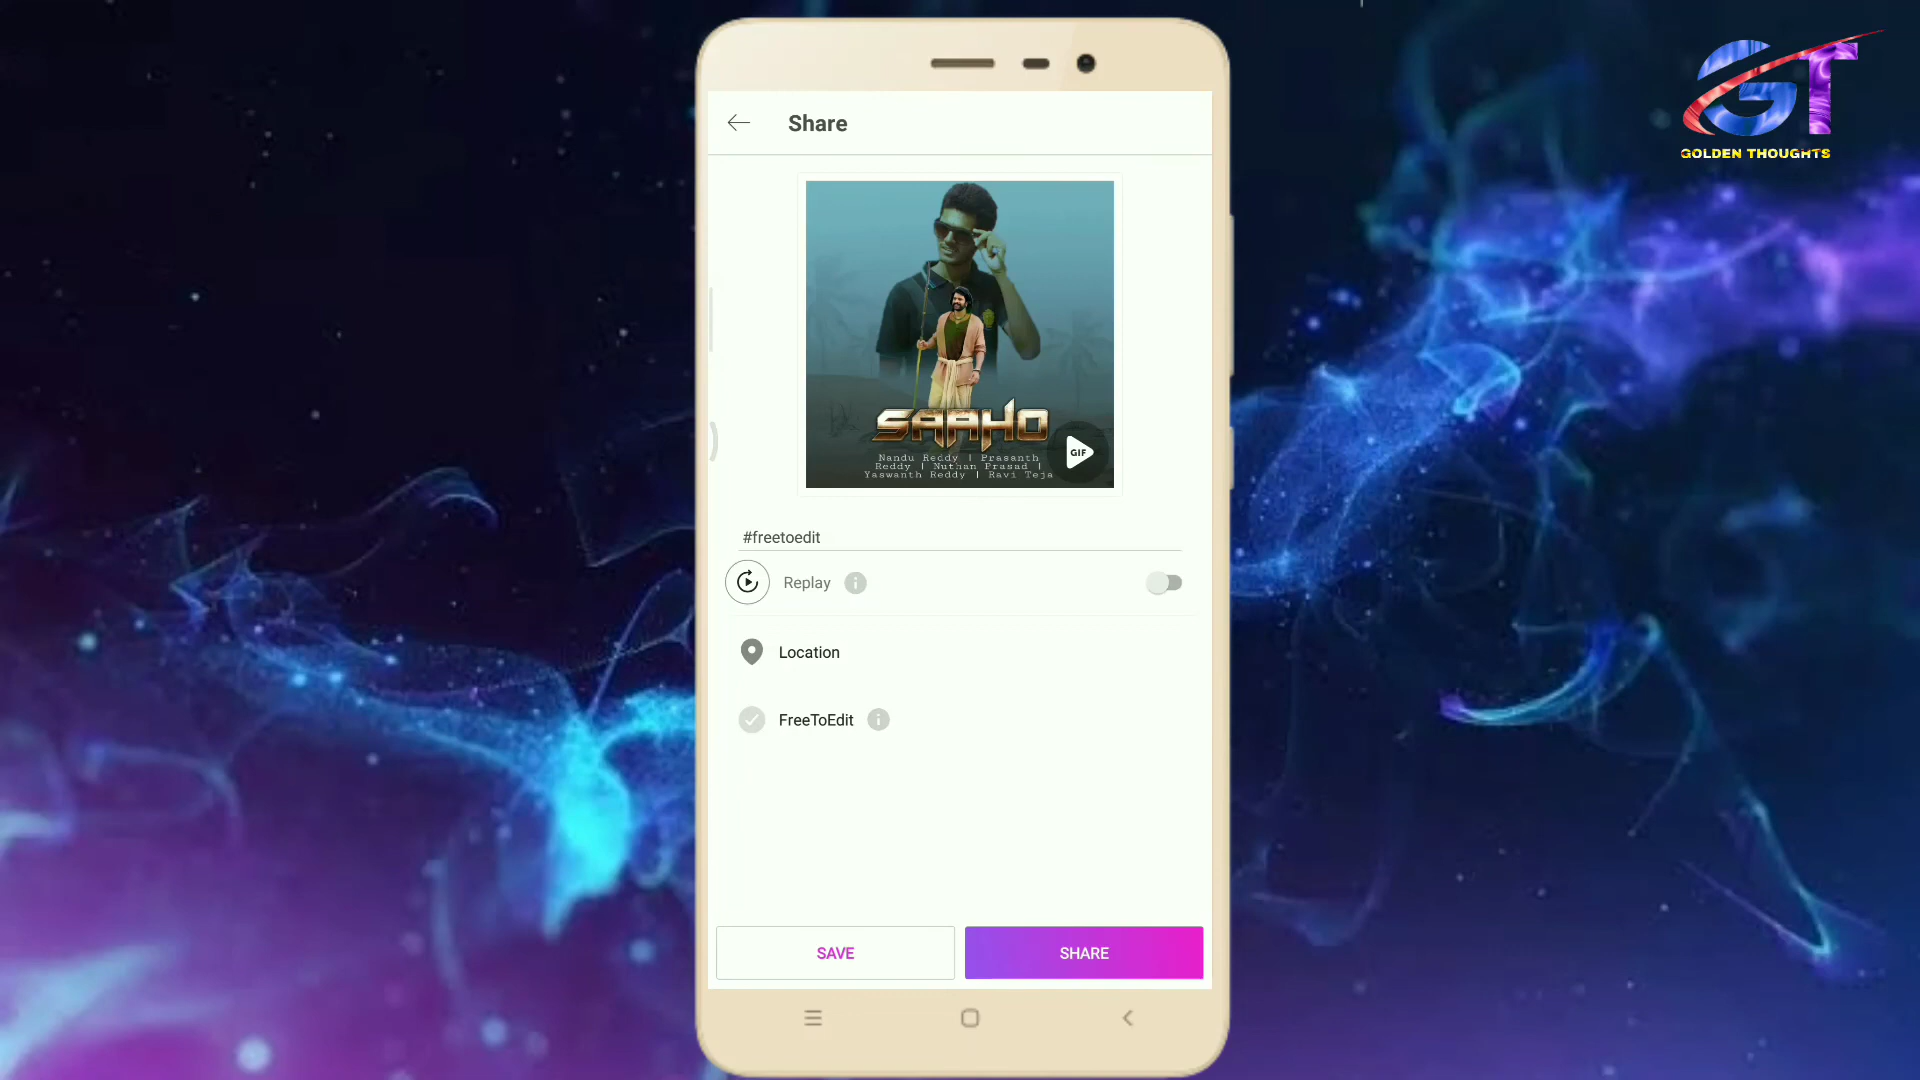 GT
GOLDEN THOUGHTS
Share
SAAHO
GIF
Nandu Reddy | Prasanth
Reddy | Nuthan Prasad |
Yaswanth Reddy | Ravi Teja
#freetoedit
Replay
Location
FreeToEdit
SAVE
SHARE